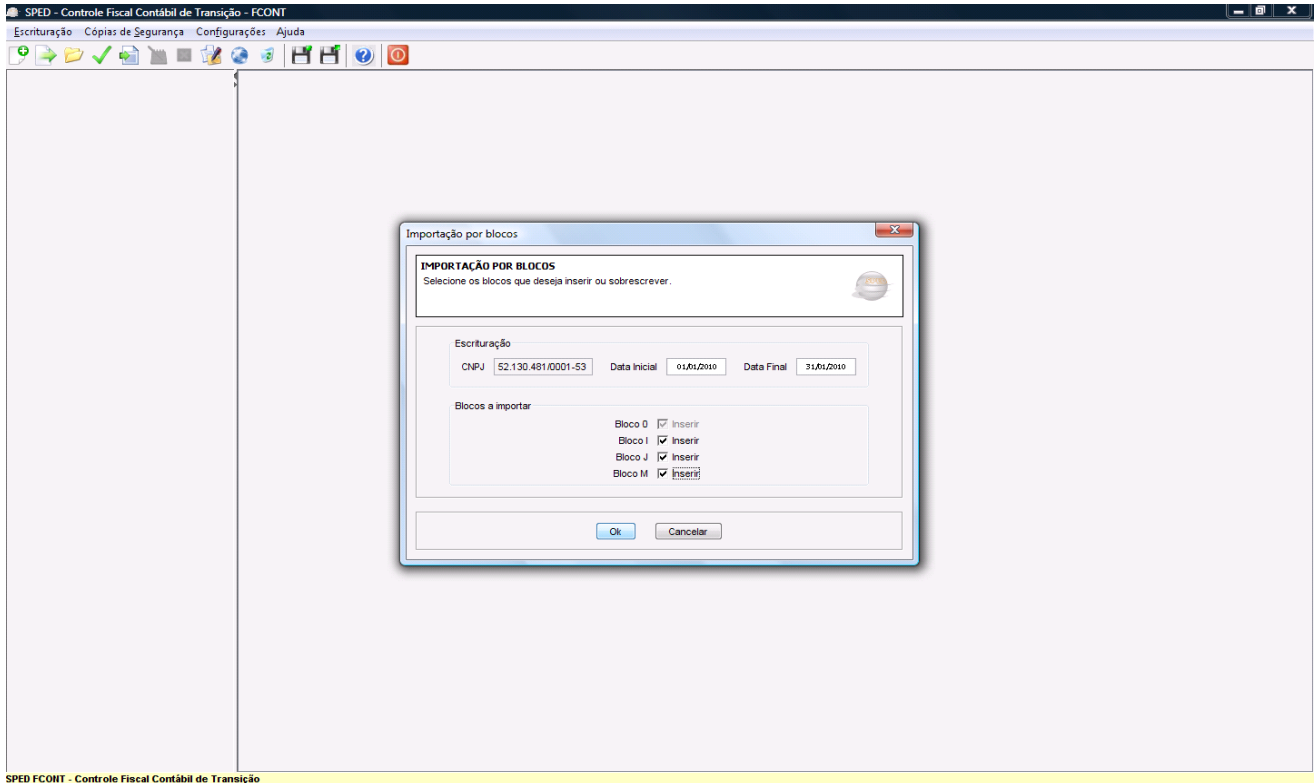 SPED - Controle Fiscal Contábil de Transição - FCONT
Escrituração Cópias de Segurança Configurações Ajuda
Importação por blocos
IMPORTAÇÃO POR BLOCOS
Selecione os blocos que deseja inserir ou sobrescrever.
Escrituração
CNPJ 52.130.481/0001-53 Data Inicial 01/01/2010 Data Final 31/01/2010
Blocos a importar
Bloco 0 Inserir
Bloco I Inserir
Bloco J Inserir
Bloco M Inserir
Ok Cancelar
SPED FCONT - Controle Fiscal Contábil de Transição